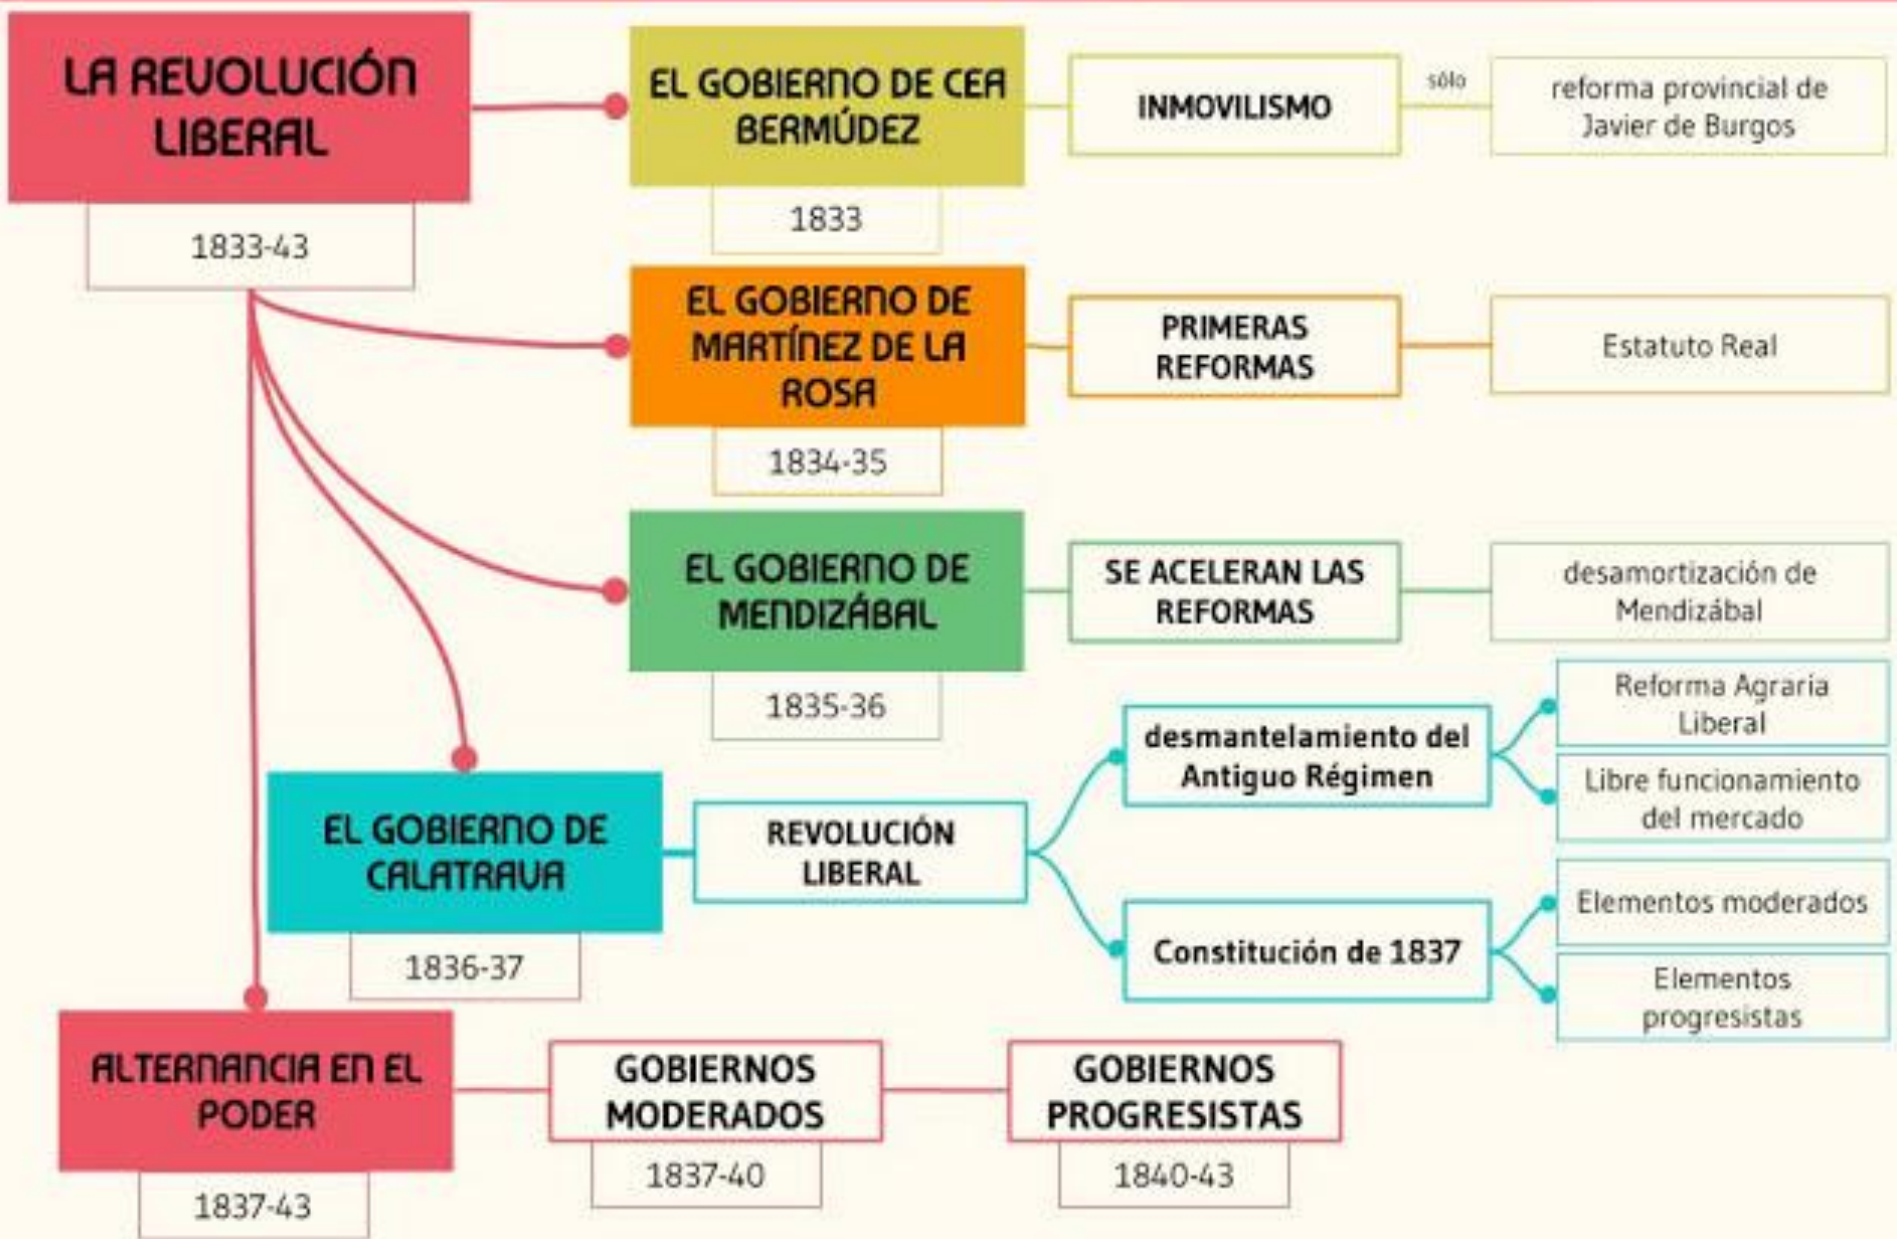 LA REVOLUCIÓN
LIBERAL
1833-43
EL GOBIERNO DE CEA
BERMÚDEZ
1833
INMOVILISMO
sólo
reforma provincial de
Javier de Burgos
EL GOBIERNO DE
MARTÍNEZ DE LA
ROSA
1834-35
PRIMERAS
REFORMAS
Estatuto Real
EL GOBIERNO DE
MENDIZÁBAL
1835-36
SE ACELERAN LAS
REFORMAS
desamortización de
Mendizábal
EL GOBIERNO DE
CALATRAVA
1836-37
REVOLUCIÓN
LIBERAL
desmantelamiento del
Antiguo Régimen
Reforma Agraria
Liberal
Libre funcionamiento
del mercado
Constitución de 1837
Elementos moderados
Elementos
progresistas
ALTERNANCIA EN EL
PODER
1837-43
GOBIERNOS
MODERADOS
1837-40
GOBIERNOS
PROGRESISTAS
1840-43